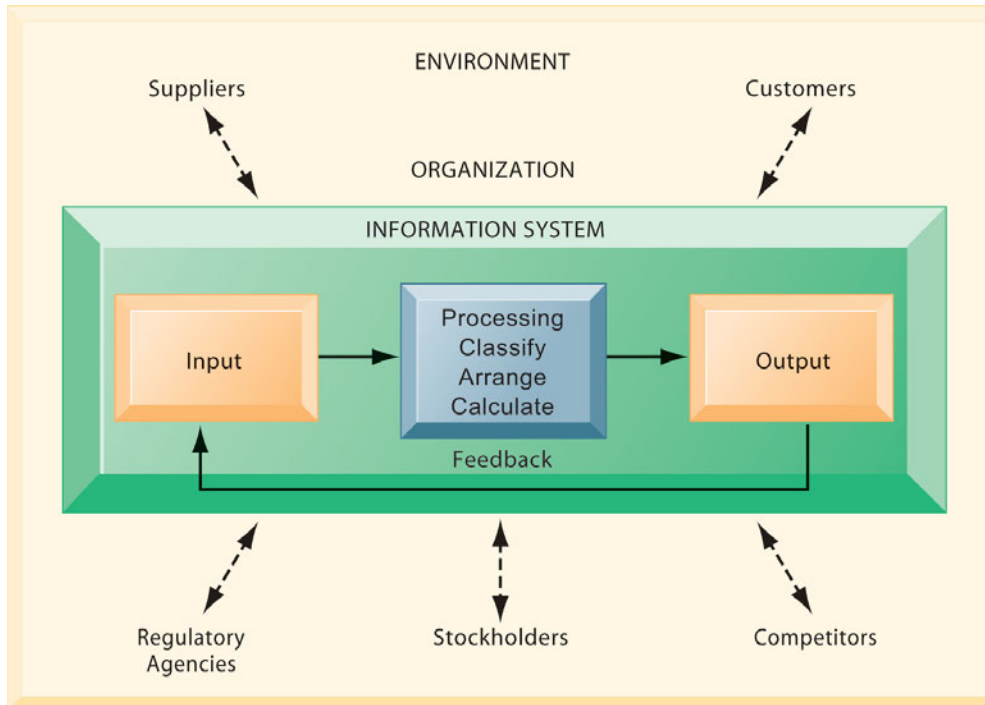 ENVIRONMENT
Suppliers
Customers
ORGANIZATION
INFORMATION SYSTEM
Input
Processing
Classify
Arrange
Calculate
Output
Feedback
Regulatory
Agencies
Stockholders
Competitors